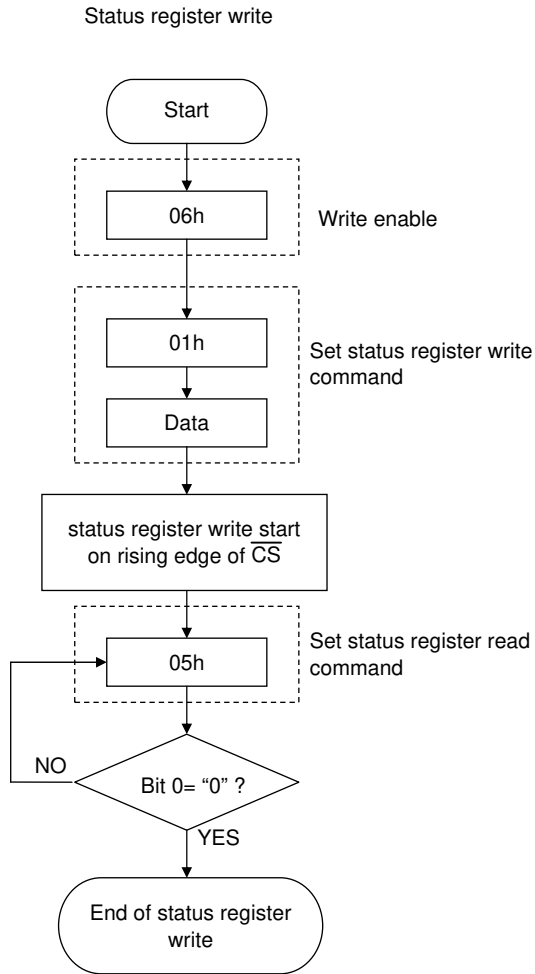 Status register write
Start
06h
Write enable
01h
Set status register write
command
Data
status register write start
on rising edge of C̅S̅
Set status register read
command
05h
NO
Bit 0= “0” ?
YES
End of status register
write